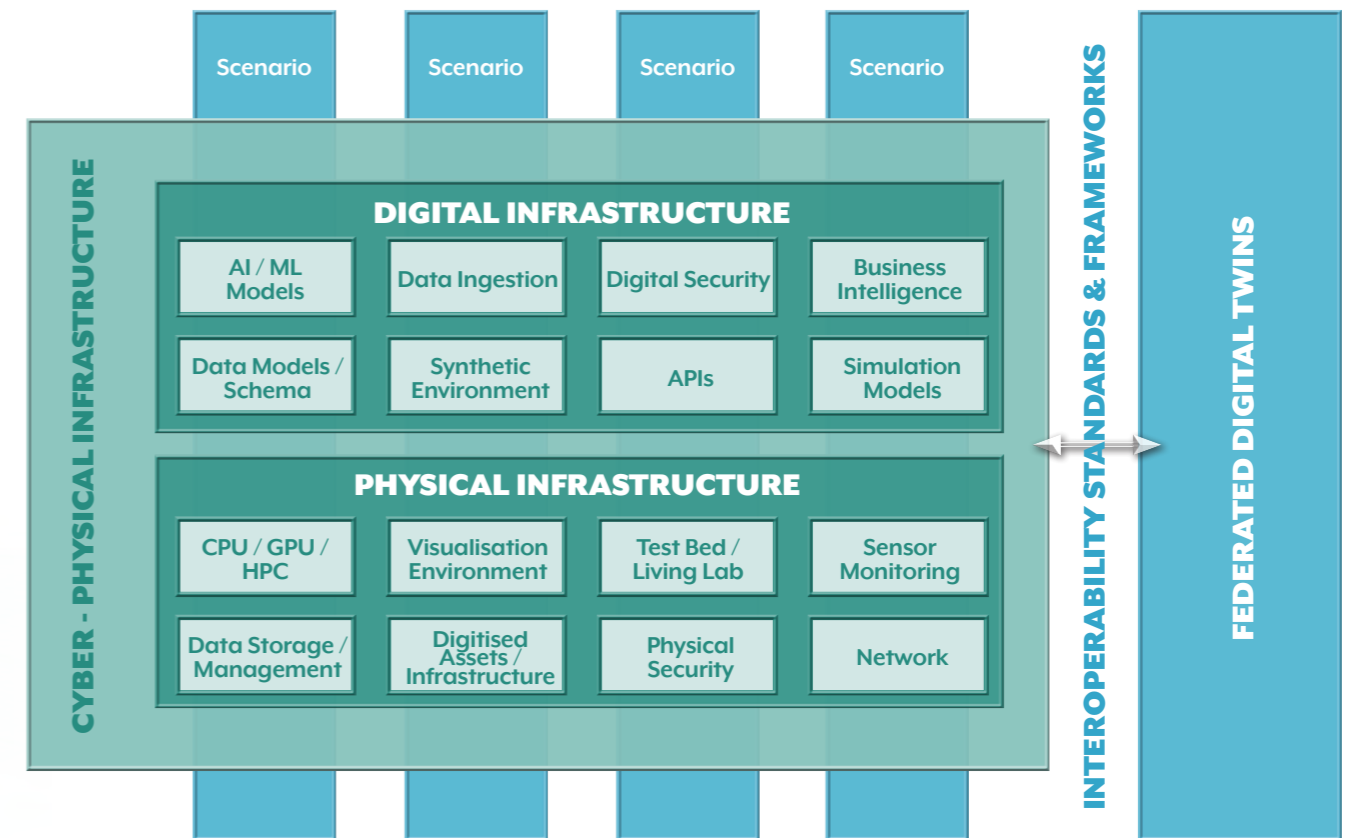 Scenario
Scenario
Scenario
Scenario
CYBER - PHYSICAL INFRASTRUCTURE
DIGITAL INFRASTRUCTURE
AI / ML
Models
Data Ingestion
Digital Security
Business
Intelligence
Data Models /
Schema
Synthetic
Environment
APIs
Simulation
Models
PHYSICAL INFRASTRUCTURE
CPU / GPU /
HPC
Visualisation
Environment
Test Bed /
Living Lab
Sensor
Monitoring
Data Storage /
Management
Digitised
Assets /
Infrastructure
Physical
Security
Network
INTEROPERABILITY STANDARDS & FRAMEWORKS
FEDERATED DIGITAL TWINS